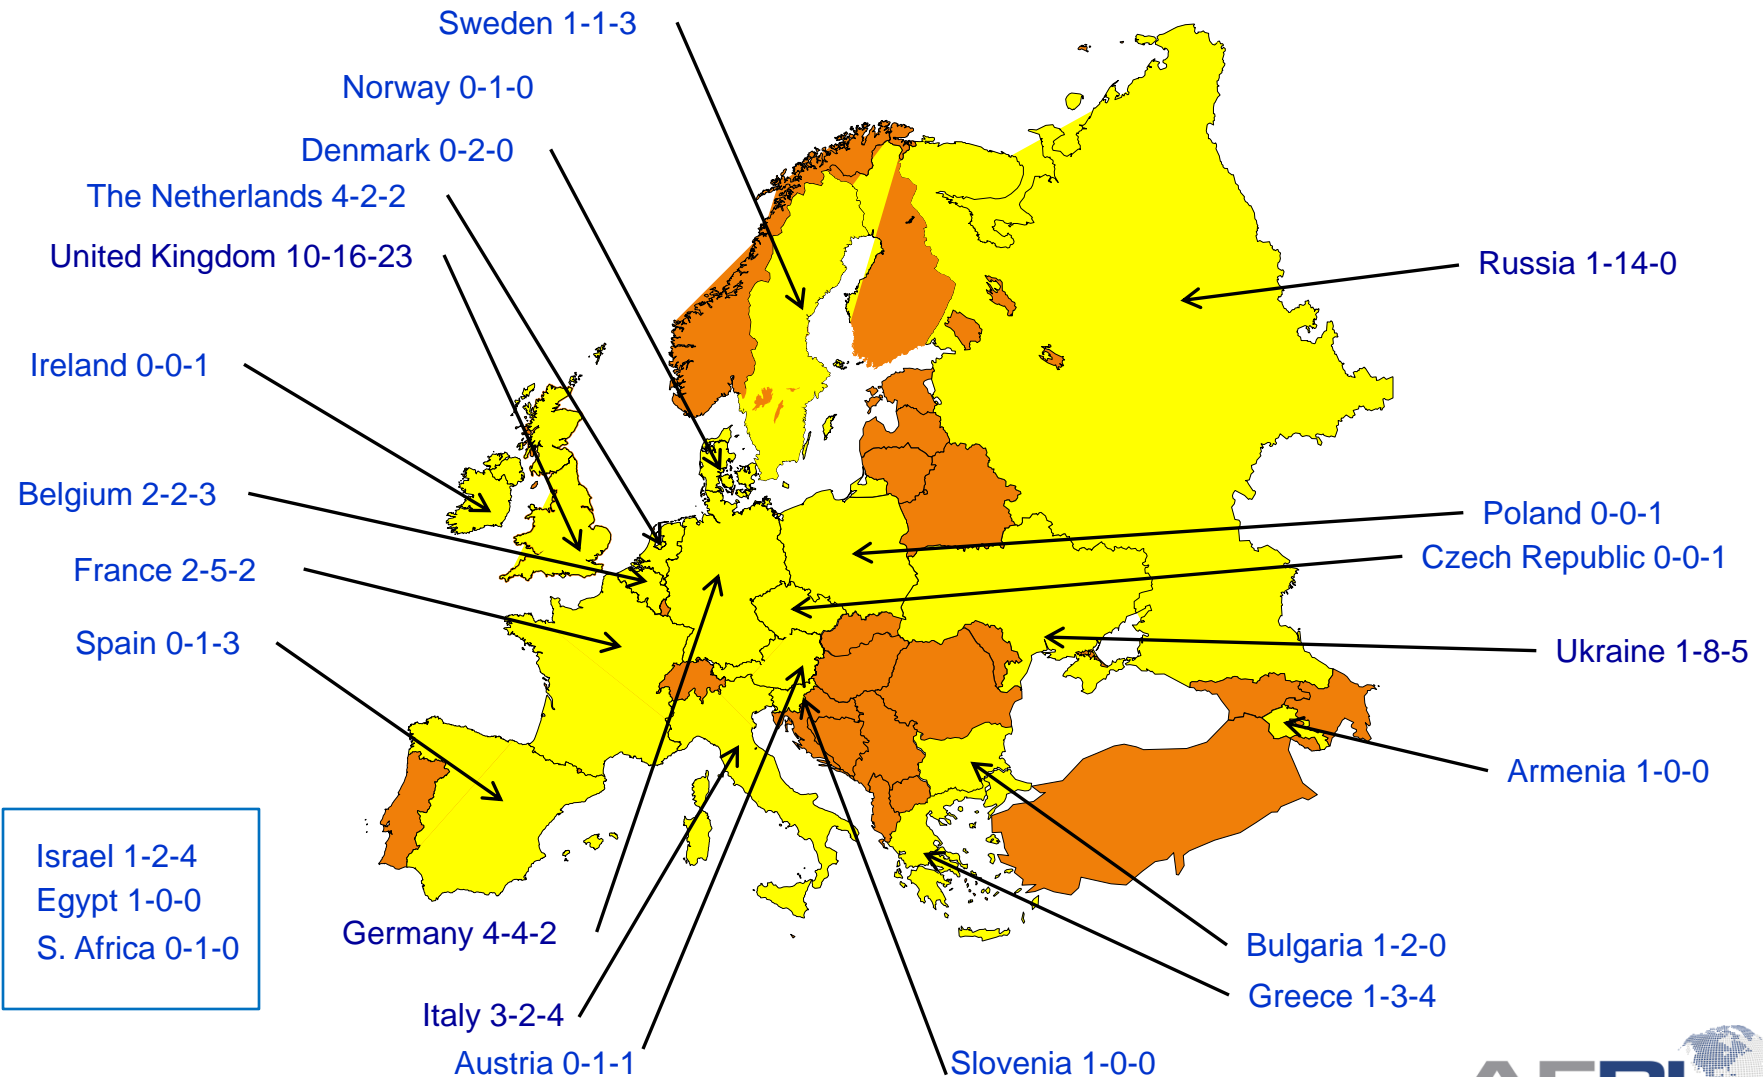 Sweden 1-1-3
Norway 0-1-0
Denmark 0-2-0
The Netherlands 4-2-2
United Kingdom 10-16-23
Russia 1-14-0
Ireland 0-0-1
Belgium 2-2-3
Poland 0-0-1
Czech Republic 0-0-1
France 2-5-2
Spain 0-1-3
Ukraine 1-8-5
Armenia 1-0-0
Israel 1-2-4
Egypt 1-0-0
S. Africa 0-1-0
Germany 4-4-2
Bulgaria 1-2-0
Greece 1-3-4
Italy 3-2-4
Austria 0-1-1
Slovenia 1-0-0